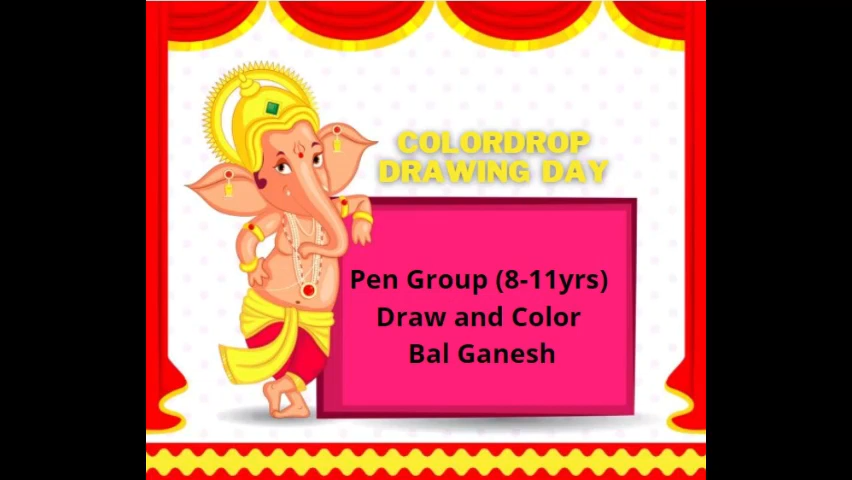 COLORDROP
DRAWING DAY
Pen Group (8-11yrs)
Draw and Color
Bal Ganesh